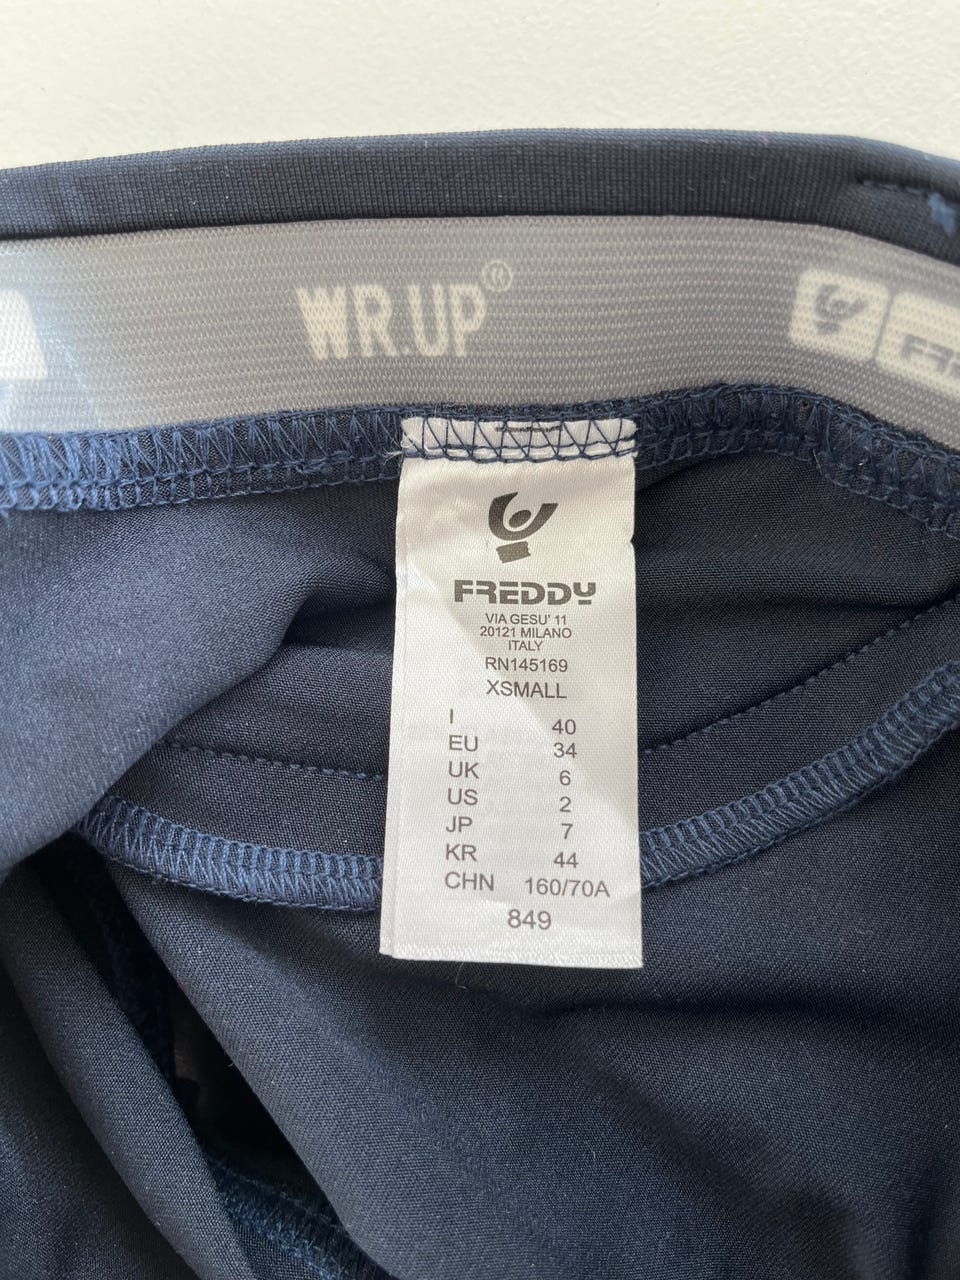 WR.UP®
FREDDY
VIA GESU' 11
20121 MILANO
ITALY
RN145169
XSMALL
I 40
EU 34
UK 6
US 2
JP 7
KR 44
CHN 160/70A
849